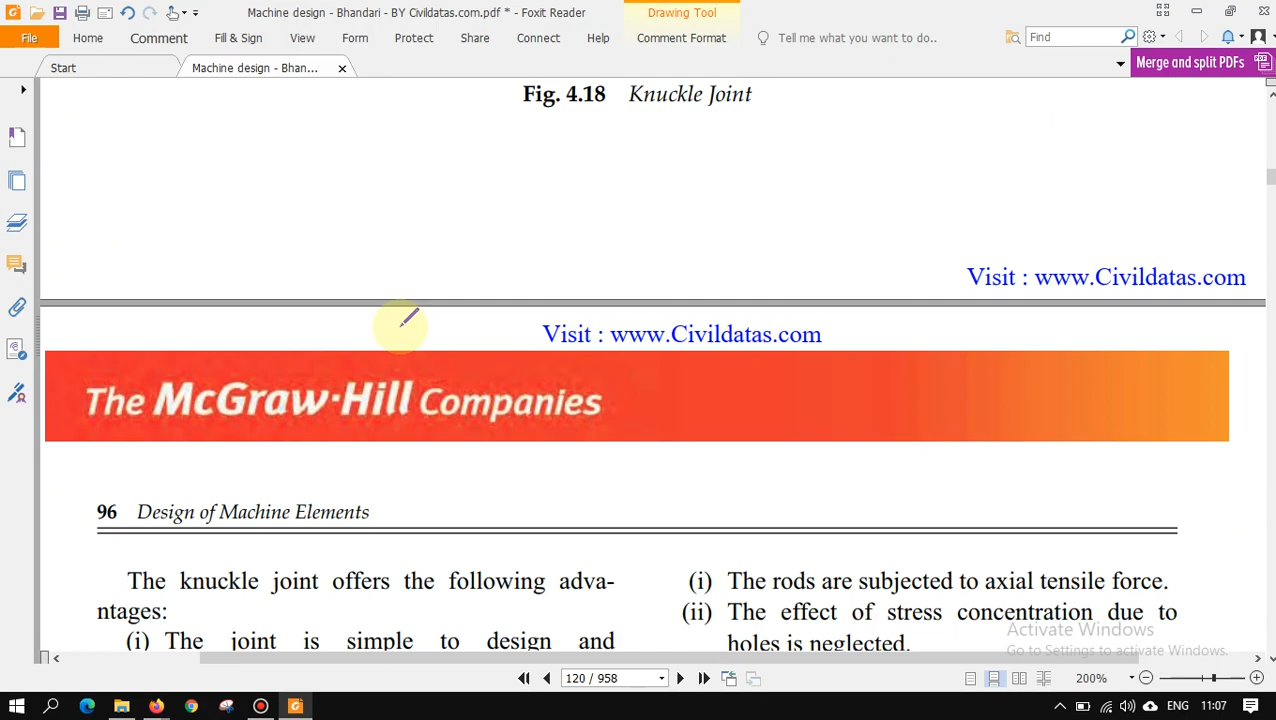 Machine design - Bhandari - BY Civildatas.com.pdf * - Foxit Reader
Drawing Tool
File
Home
Comment
Fill & Sign
View
Form
Protect
Share
Connect
Help
Comment Format
Tell me what you want to do..
Find
Start
Machine design - Bhan...
Merge and split PDFs
Fig. 4.18 Knuckle Joint
Visit : www.Civildatas.com
Visit : www.Civildatas.com
The McGraw·Hill Companies
96 Design of Machine Elements
The knuckle joint offers the following adva-
ntages:
(i) The joint is simple to design and
(i) The rods are subjected to axial tensile force.
(ii) The effect of stress concentration due to
holes is neglected.
Activate Windows
Go to Settings to activate Windows.
120 / 958
200%
ENG
11:07